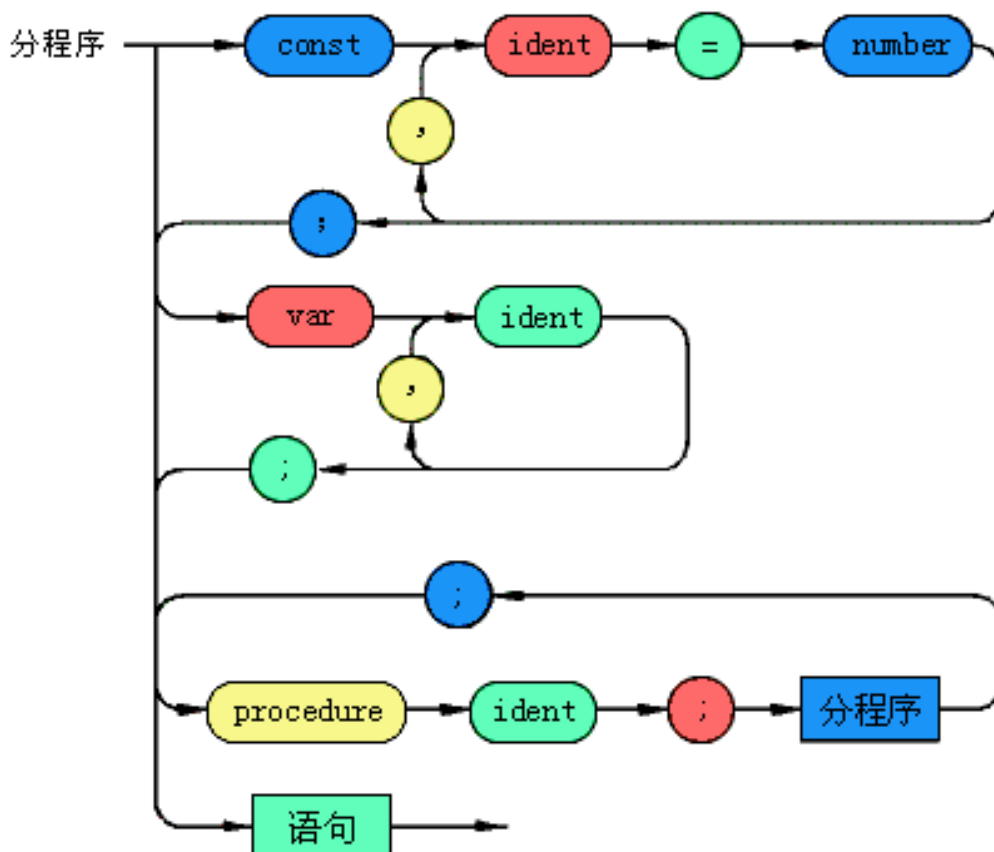 分程序 const ident = number
,
;
var ident
,
;
;
procedure ident ; 分程序
语句